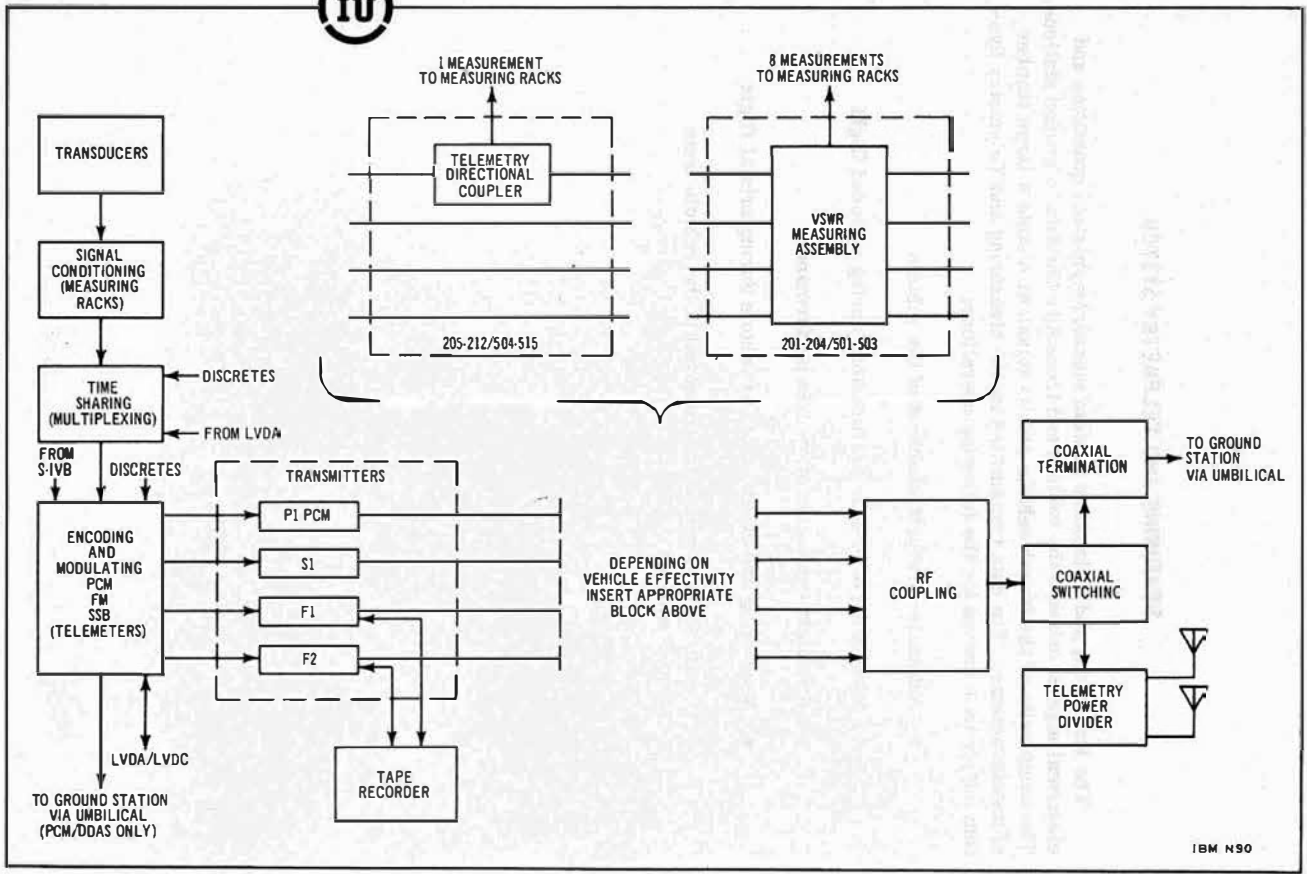 IU
1 MEASUREMENT
TO MEASURING RACKS
8 MEASUREMENTS
TO MEASURING RACKS
TRANSDUCERS
TELEMETRY
DIRECTIONAL
COUPLER
VSWR
MEASURING
ASSEMBLY
SIGNAL
CONDITIONING
(MEASURING
RACKS)
205-212/504-515
201-204/501-503
TIME
SHARING
(MULTIPLEXING)
DISCRETES
FROM LVDA
FROM
S-IVB
DISCRETES
TRANSMITTERS
COAXIAL
TERMINATION
TO GROUND
STATION
VIA UMBILICAL
ENCODING
AND
MODULATING
PCM
FM
SSB
(TELEMETERS)
P1 PCM
S1
F1
F2
DEPENDING ON
VEHICLE EFFECTIVITY
INSERT APPROPRIATE
BLOCK ABOVE
RF
COUPLING
COAXIAL
SWITCHING
TELEMETRY
POWER
DIVIDER
LVDA/LVDC
TAPE
RECORDER
TO GROUND STATION
VIA UMBILICAL
(PCM/DDAS ONLY)
IBM N90